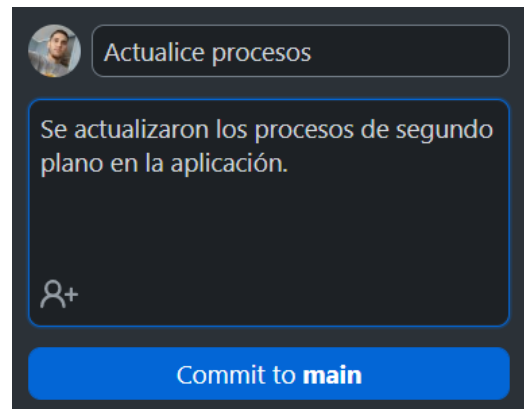 Actualice procesos
Se actualizaron los procesos de segundo
plano en la aplicación.
Commit to main